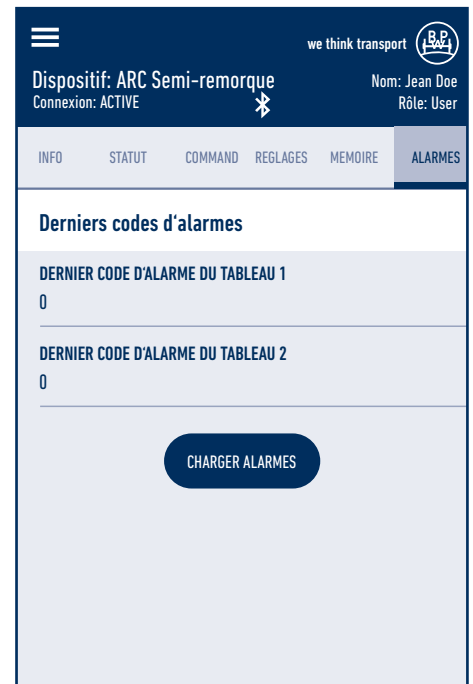 we think transport
BPW
Dispositif: ARC Semi-remorque
Nom: Jean Doe
Connexion: ACTIVE
Rôle: User
INFO STATUT COMMAND REGLAGES MEMOIRE ALARMES
Derniers codes d‘alarmes
DERNIER CODE D‘ALARME DU TABLEAU 1
0
DERNIER CODE D‘ALARME DU TABLEAU 2
0
CHARGER ALARMES